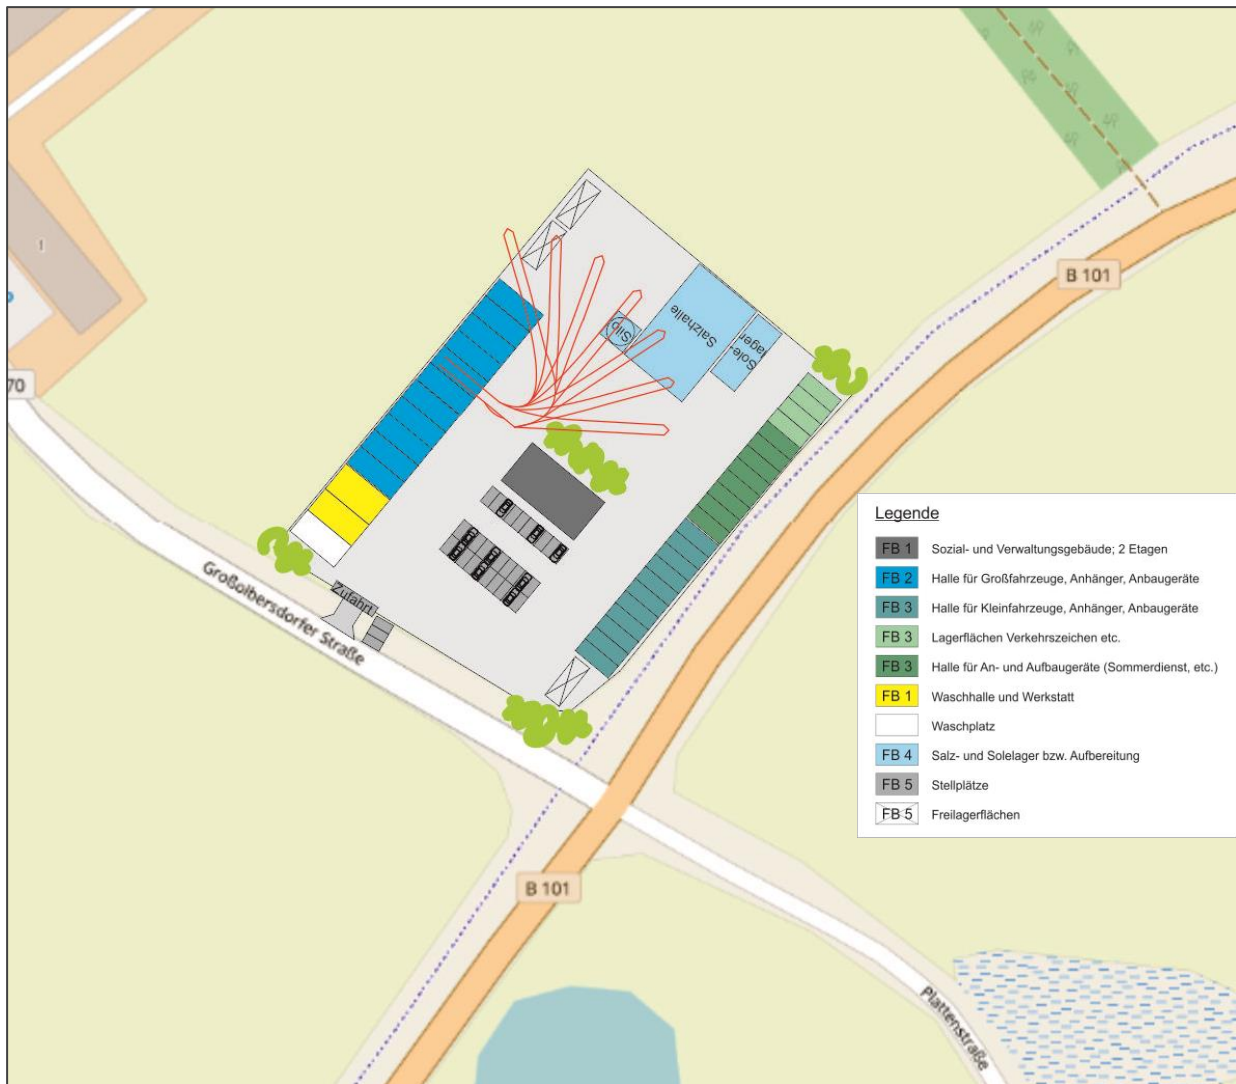 1
70
B 101
Silo
Salzhalle
Sole-
lager
Zufahrt
Großolbersdorfer Straße
B 101
Plattenstraße
Legende
FB 1 Sozial- und Verwaltungsgebäude; 2 Etagen
FB 2 Halle für Großfahrzeuge, Anhänger, Anbaugeräte
FB 3 Halle für Kleinfahrzeuge, Anhänger, Anbaugeräte
FB 3 Lagerflächen Verkehrszeichen etc.
FB 3 Halle für An- und Aufbaugeräte (Sommerdienst, etc.)
FB 1 Waschhalle und Werkstatt
Waschplatz
FB 4 Salz- und Solelager bzw. Aufbereitung
FB 5 Stellplätze
FB 5 Freilagerflächen